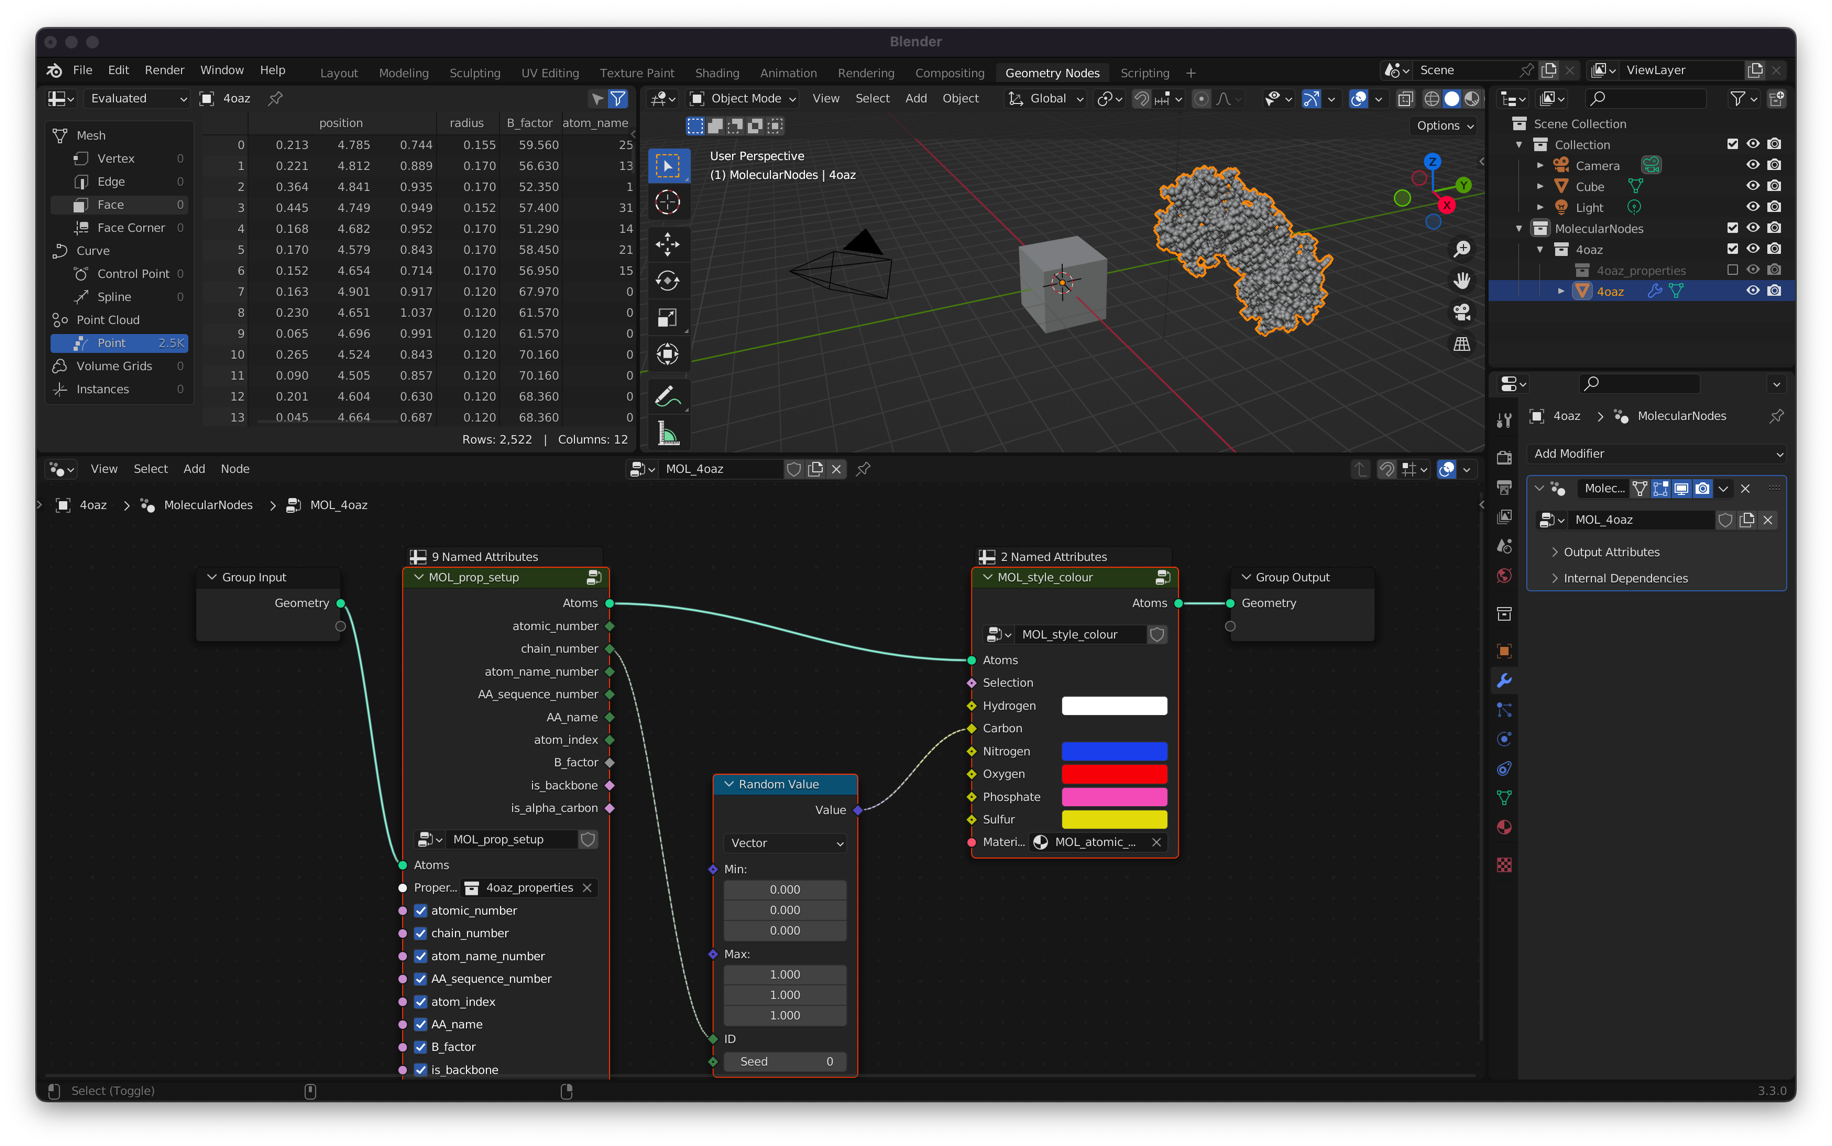 Blender
File Edit Render Window Help Layout Modeling Sculpting UV Editing Texture Paint Shading Animation Rendering Compositing Geometry Nodes Scripting + Scene ViewLayer
Evaluated 4oaz
Mesh
Vertex 0
Edge 0
Face 0
Face Corner 0
Curve
Control Point 0
Spline 0
Point Cloud
Point 2.5K
Volume Grids 0
Instances 0
position radius B_factor atom_name
0 0.213 4.785 0.744 0.155 59.560 25
1 0.221 4.812 0.889 0.170 56.630 13
2 0.364 4.841 0.935 0.170 52.350 1
3 0.445 4.749 0.949 0.152 57.400 31
4 0.168 4.682 0.952 0.170 51.290 14
5 0.170 4.579 0.843 0.170 58.450 21
6 0.152 4.654 0.714 0.170 56.950 15
7 0.163 4.901 0.917 0.120 67.970 0
8 0.230 4.651 1.037 0.120 61.570 0
9 0.065 4.696 0.991 0.120 61.570 0
10 0.265 4.524 0.843 0.120 70.160 0
11 0.090 4.505 0.857 0.120 70.160 0
12 0.201 4.604 0.630 0.120 68.360 0
13 0.045 4.664 0.687 0.120 68.360 0
Rows: 2,522 | Columns: 12
Object Mode View Select Add Object Global
Options
User Perspective
(1) MolecularNodes | 4oaz
Z
Y
X
Scene Collection
Collection
Camera
Cube
Light
MolecularNodes
4oaz
4oaz_properties
4oaz
4oaz > MolecularNodes
Add Modifier
Molec...
MOL_4oaz
Output Attributes
Internal Dependencies
View Select Add Node MOL_4oaz
4oaz > MolecularNodes > MOL_4oaz
Group Input
Geometry
9 Named Attributes
MOL_prop_setup
Atoms
atomic_number
chain_number
atom_name_number
AA_sequence_number
AA_name
atom_index
B_factor
is_backbone
is_alpha_carbon
MOL_prop_setup
Atoms
Proper... 4oaz_properties
atomic_number
chain_number
atom_name_number
AA_sequence_number
atom_index
AA_name
B_factor
is_backbone
Random Value
Value
Vector
Min:
0.000
0.000
0.000
Max:
1.000
1.000
1.000
ID
Seed 0
2 Named Attributes
MOL_style_colour
Atoms
MOL_style_colour
Atoms
Selection
Hydrogen
Carbon
Nitrogen
Oxygen
Phosphate
Sulfur
Materi... MOL_atomic_...
Group Output
Geometry
Select (Toggle)
3.3.0